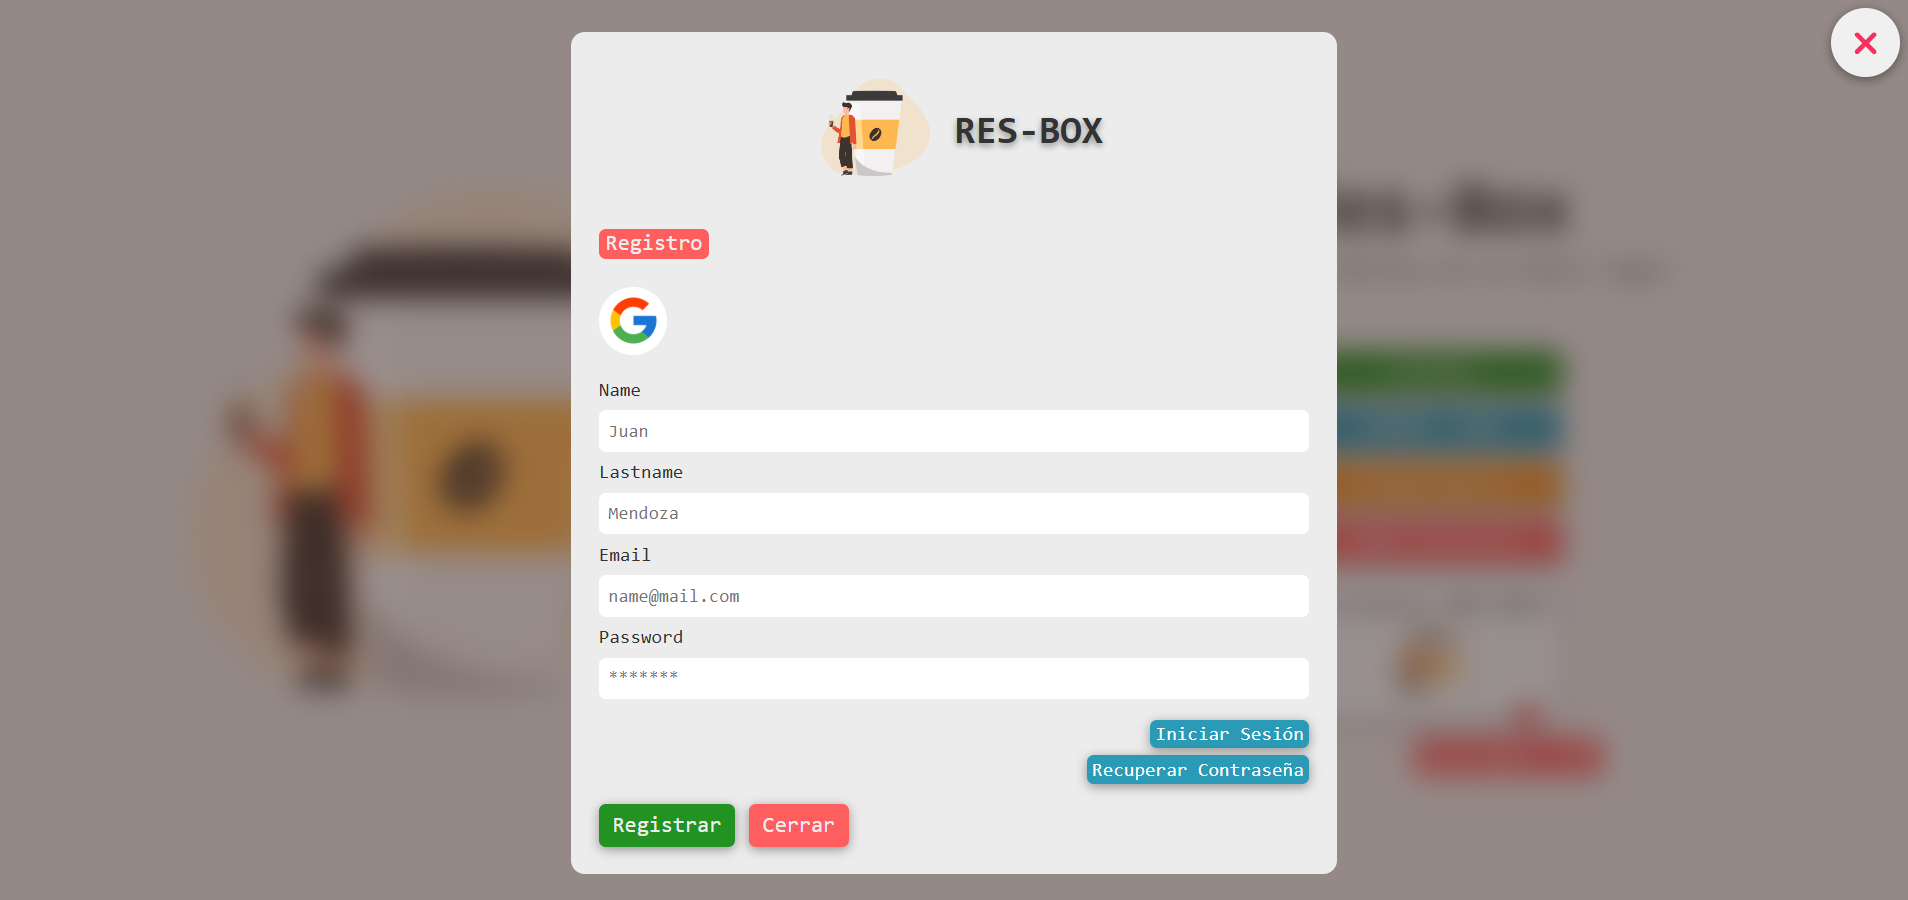 RES-BOX
Registro
Name
Juan
Lastname
Mendoza
Email
name@mail.com
Password
*******
Iniciar Sesión
Recuperar Contraseña
Registrar Cerrar